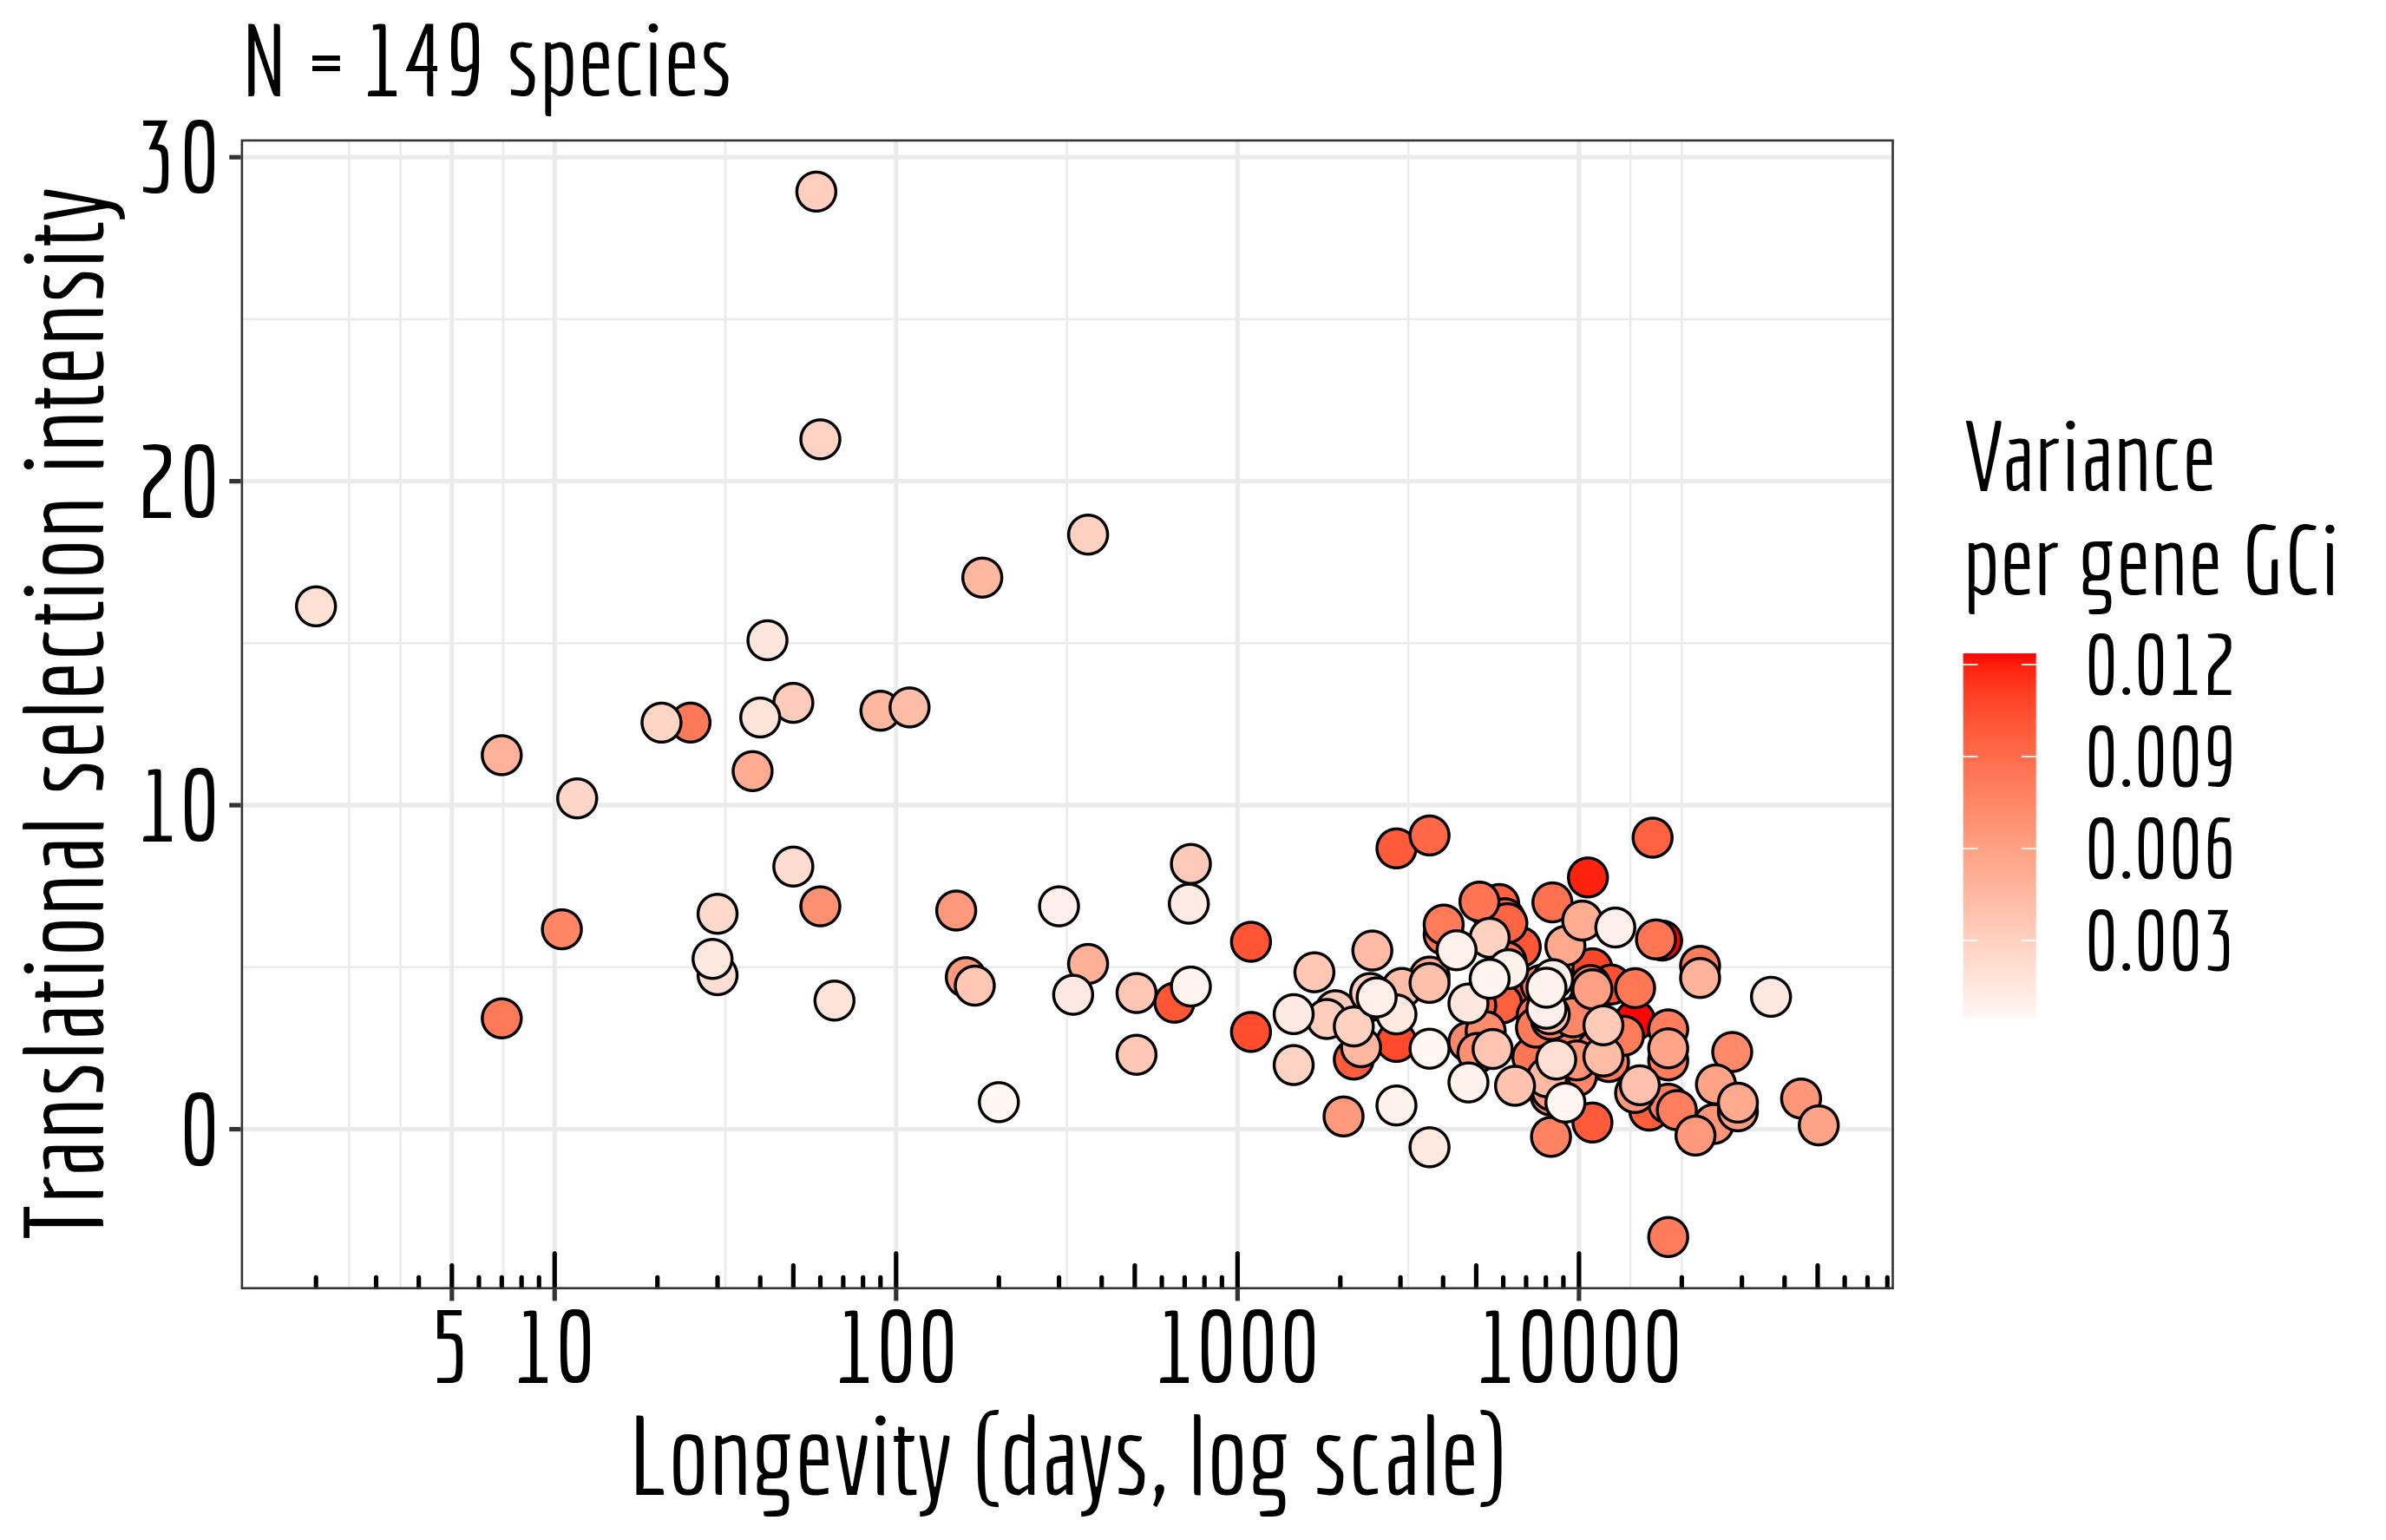 N = 149 species
Translational selection intensity
30
20
10
0
5 10 100 1000 10000
Longevity (days, log scale)
Variance
per gene GCi
0.012
0.009
0.006
0.003